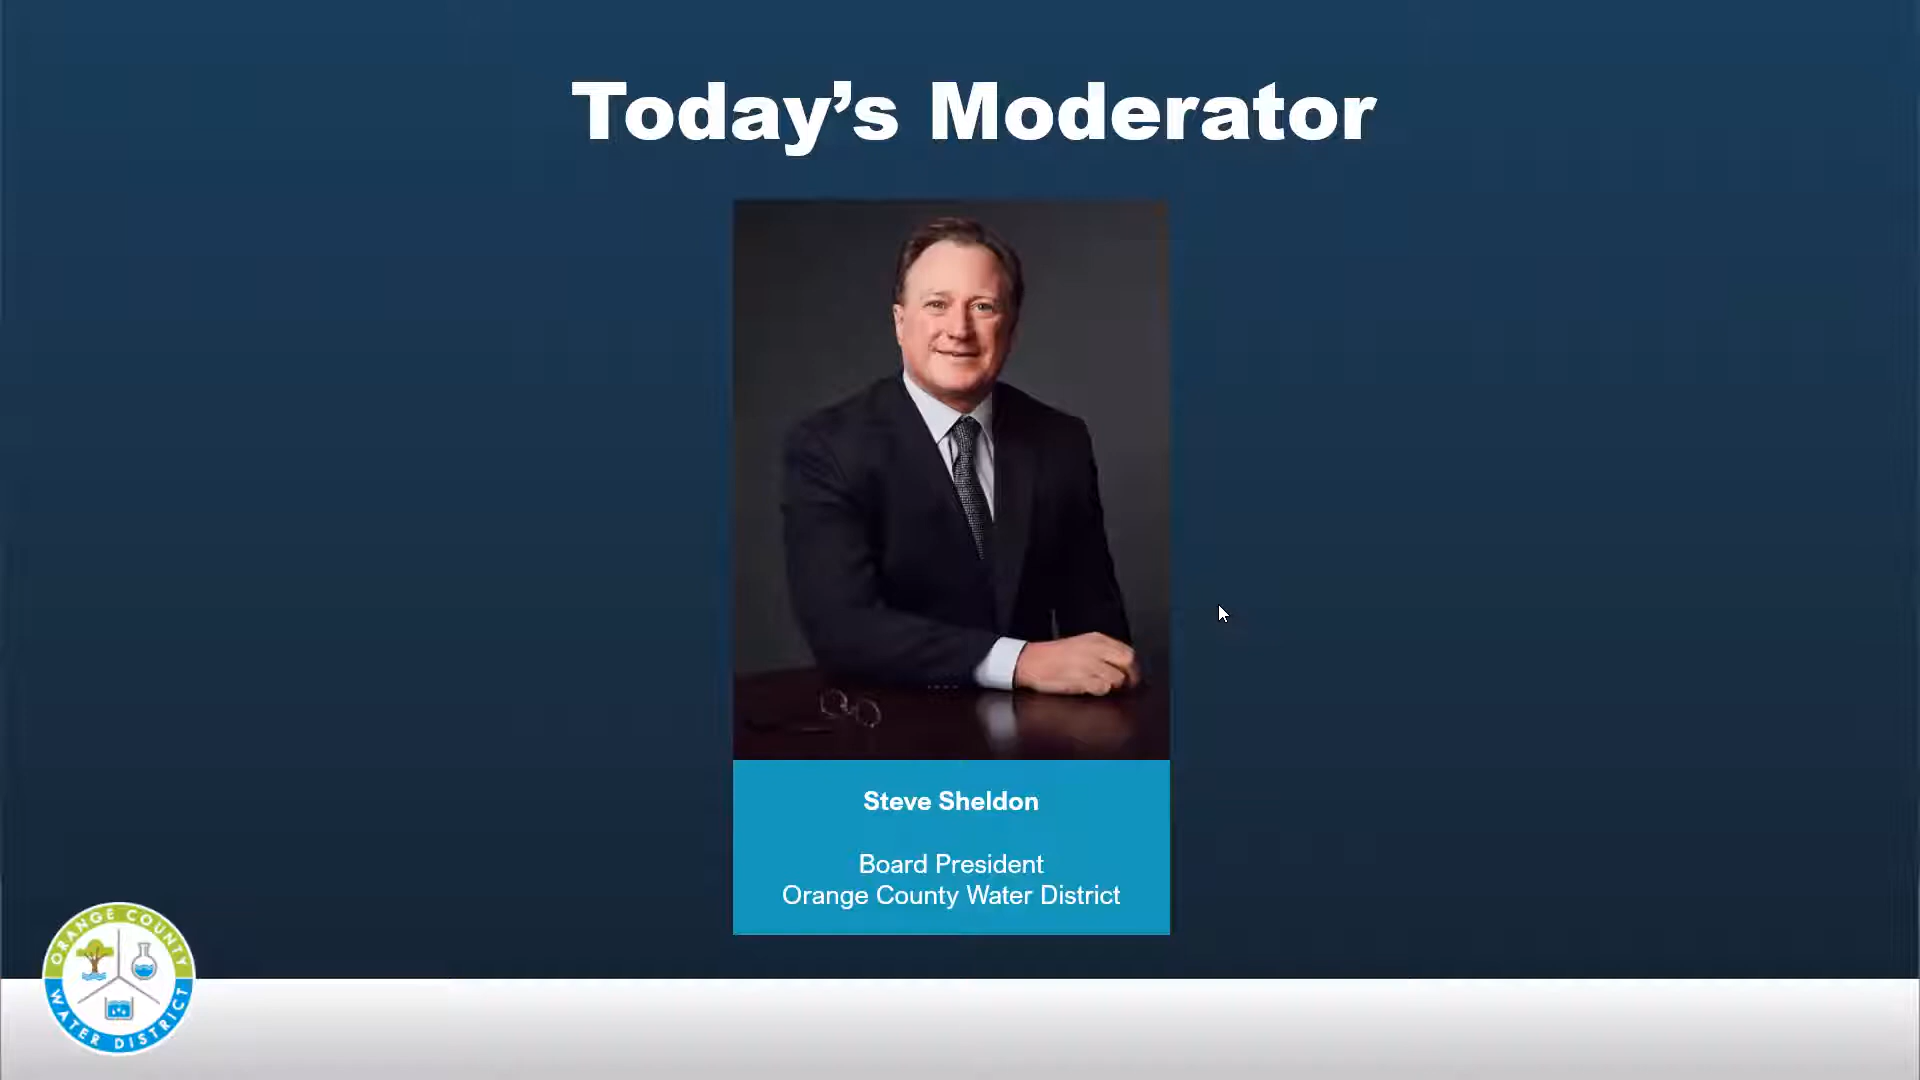 Today's Moderator
Steve Sheldon
Board President
Orange County Water District
ORANGE COUNTY
WATER DISTRICT